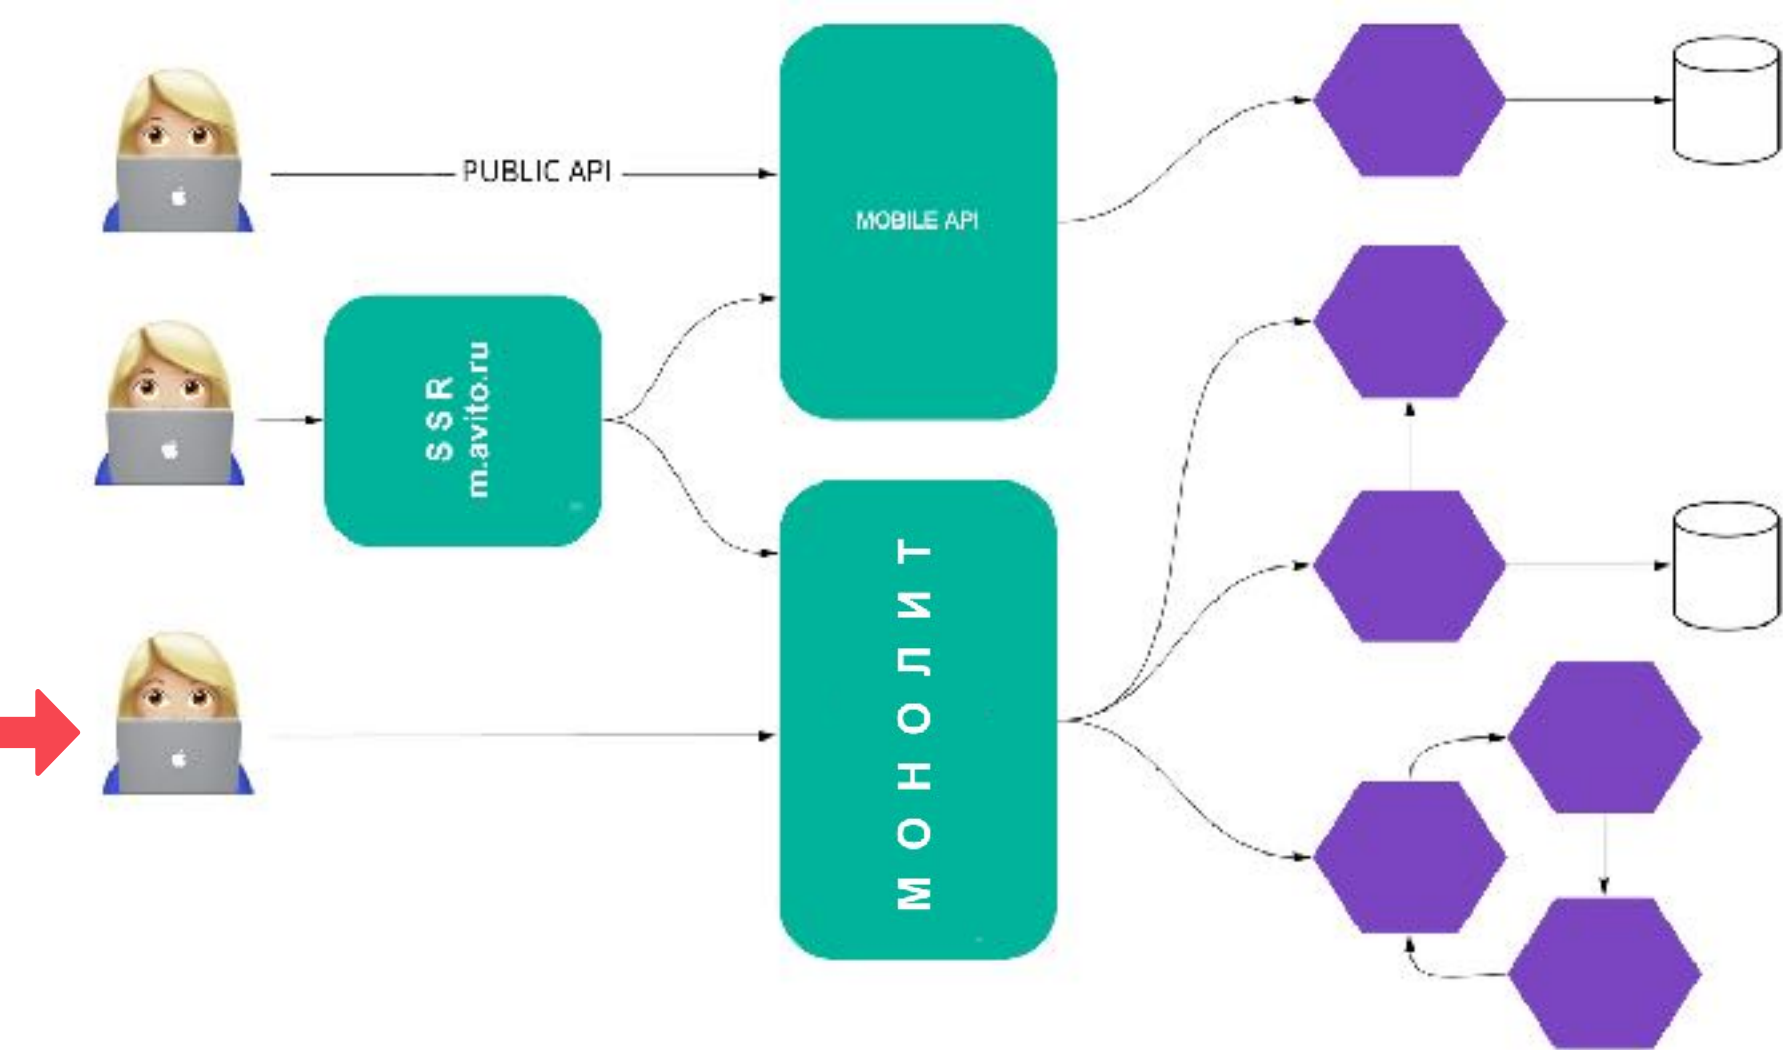 PUBLIC API
MOBILE API
SSR
m.avito.ru
МОНОЛИТ